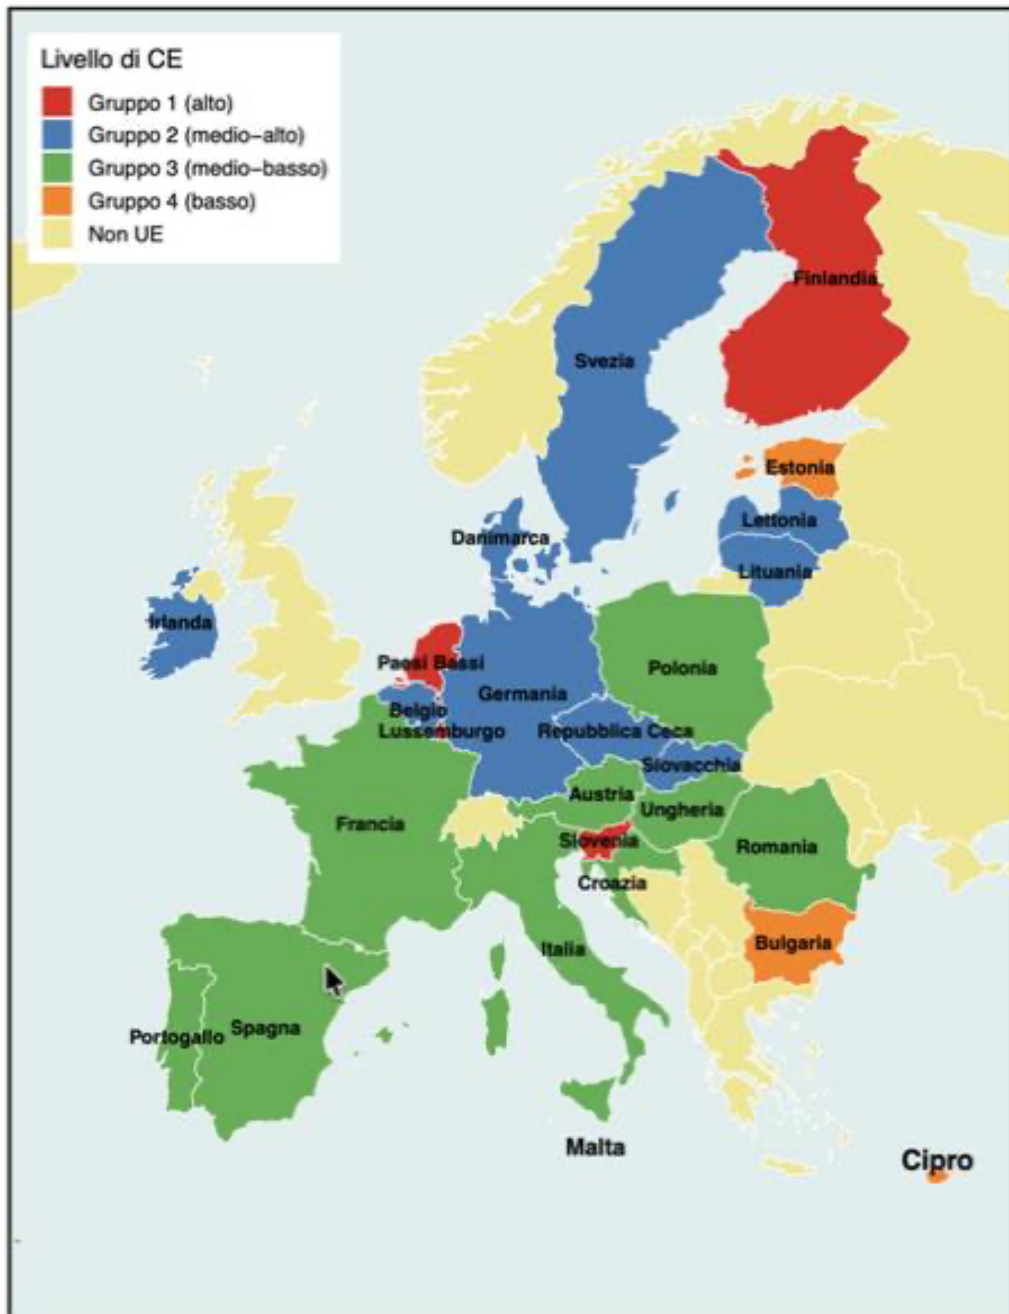 Livello di CE
Gruppo 1 (alto)
Gruppo 2 (medio-alto)
Gruppo 3 (medio-basso)
Gruppo 4 (basso)
Non UE
Finlandia
Svezia
Estonia
Lettonia
Danimarca
Lituania
Irlanda
Paesi Bassi
Polonia
Germania
Belgio
Lussemburgo
Repubblica Ceca
Slovacchia
Austria
Ungheria
Francia
Slovenia
Romania
Croazia
Bulgaria
Italia
Spagna
Portogallo
Malta
Cipro